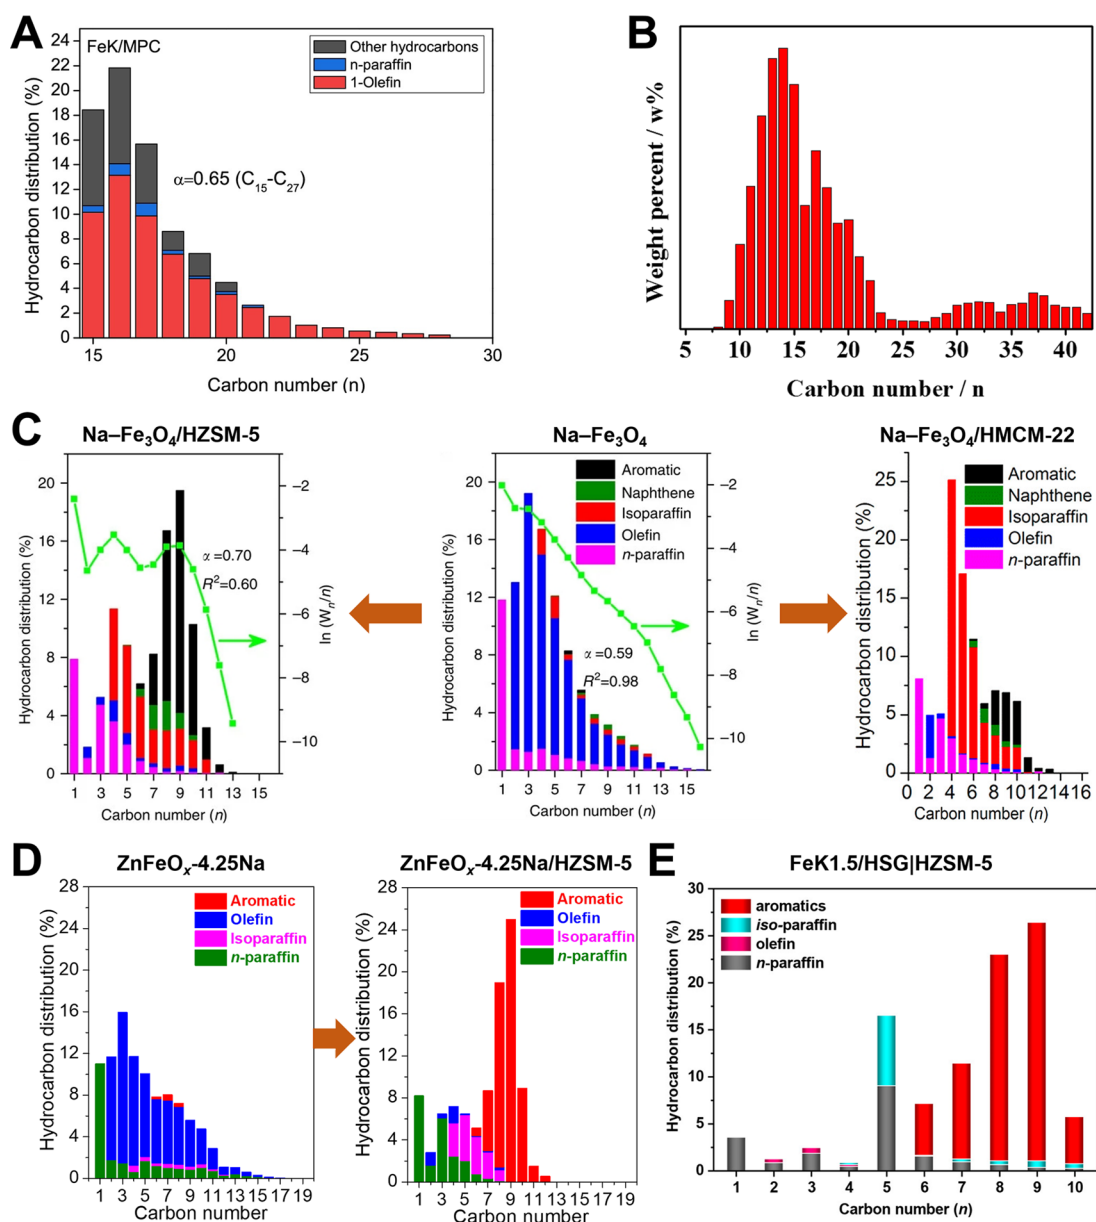 A
FeK/MPC
Other hydrocarbons
n-paraffin
1-Olefin
α=0.65 (C₁₅-C₂₇)
Hydrocarbon distribution (%)
24
22
20
18
16
14
12
10
8
6
4
2
0
15
20
25
30
Carbon number (n)
B
Weight percent / w%
5
10
15
20
25
30
35
40
Carbon number / n
C
Na–Fe₃O₄/HZSM-5
Hydrocarbon distribution (%)
20
16
12
8
4
0
α=0.70
R²=0.60
−2
−4
−6
−8
−10
ln (Wₙ/n)
1
3
5
7
9
11
13
15
Carbon number (n)
Na–Fe₃O₄
Aromatic
Naphthene
Isoparaffin
Olefin
n-paraffin
Hydrocarbon distribution (%)
20
16
12
8
4
0
α=0.59
R²=0.98
−2
−4
−6
−8
−10
ln (Wₙ/n)
1
3
5
7
9
11
13
15
Carbon number (n)
Na–Fe₃O₄/HMCM-22
Aromatic
Naphthene
Isoparaffin
Olefin
n-paraffin
Hydrocarbon distribution (%)
25
20
15
10
5
0
0
2
4
6
8
10
12
14
16
Carbon number (n)
D
ZnFeOₓ-4.25Na
Aromatic
Olefin
Isoparaffin
n-paraffin
Hydrocarbon distribution (%)
28
24
20
16
12
8
4
0
1
3
5
7
9
11
13
15
17
19
Carbon number
ZnFeOₓ-4.25Na/HZSM-5
Aromatic
Olefin
Isoparaffin
n-paraffin
Hydrocarbon distribution (%)
28
24
20
16
12
8
4
0
1
3
5
7
9
11
13
15
17
19
Carbon number
E
FeK1.5/HSG|HZSM-5
aromatics
iso-paraffin
olefin
n-paraffin
Hydrocarbon distribution (%)
30
25
20
15
10
5
0
1
2
3
4
5
6
7
8
9
10
Carbon number (n)